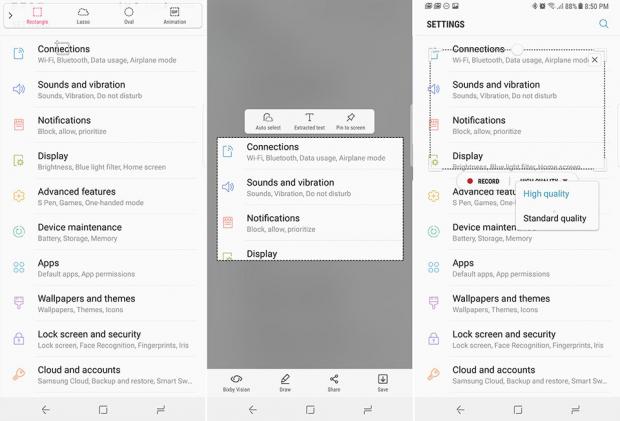 Rectangle
Lasso
Oval
Animation
Connections
Wi-Fi, Bluetooth, Data usage, Airplane mode
Sounds and vibration
Sounds, Vibration, Do not disturb
Notifications
Block, allow, prioritize
Display
Brightness, Blue light filter, Home screen
Advanced features
S Pen, Games, One-handed mode
Device maintenance
Battery, Storage, Memory
Apps
Default apps, App permissions
Wallpapers and themes
Wallpapers, Themes, Icons
Lock screen and security
Lock screen, Face Recognition, Fingerprints, Iris
Cloud and accounts
Samsung Cloud, Backup and restore, Smart Sw...
Auto select
Extracted text
Pin to screen
Connections
Wi-Fi, Bluetooth, Data usage, Airplane mode
Sounds and vibration
Sounds, Vibration, Do not disturb
Notifications
Block, allow, prioritize
Display
Bixby Vision
Draw
Share
Save
88% 8:50 PM
SETTINGS
Connections
Wi-Fi, Bluetooth, Data usage, Airplane mode
Sounds and vibration
Sounds, Vibration, Do not disturb
Notifications
Block, allow, prioritize
Display
Brightness, Blue light filter, Home screen
RECORD
HIGH QUALITY
High quality
Standard quality
Advanced featu
S Pen, Games, One-
Device mainten
Battery, Storage, Memory
Apps
Default apps, App permissions
Wallpapers and themes
Wallpapers, Themes, Icons
Lock screen and security
Lock screen, Face Recognition, Fingerprints, Iris
Cloud and accounts
Samsung Cloud, Backup and restore, Smart Sw...